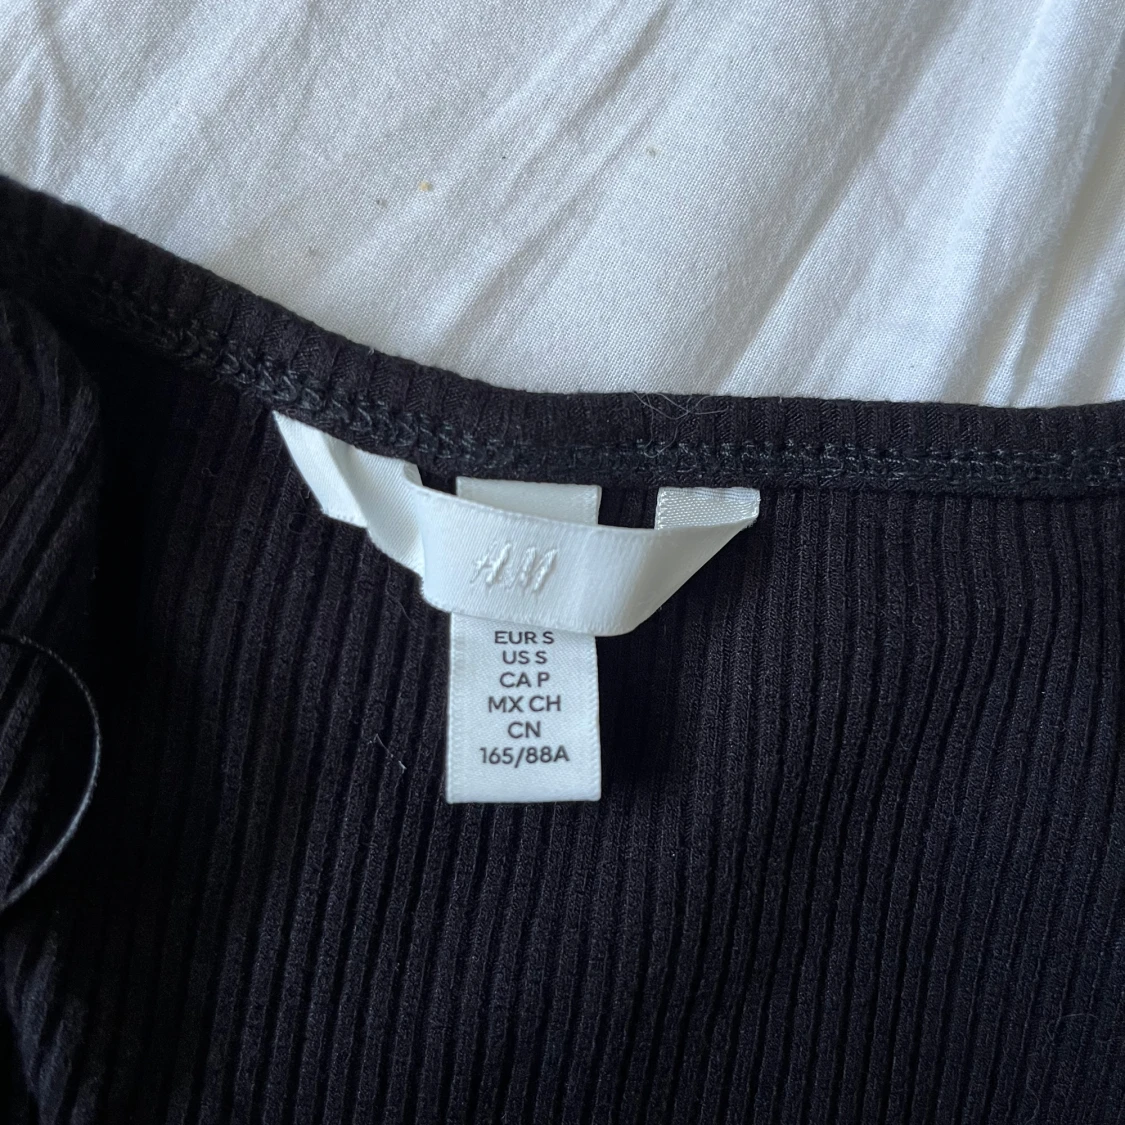 H&M
EUR S
US S
CA P
MX CH
CN
165/88A